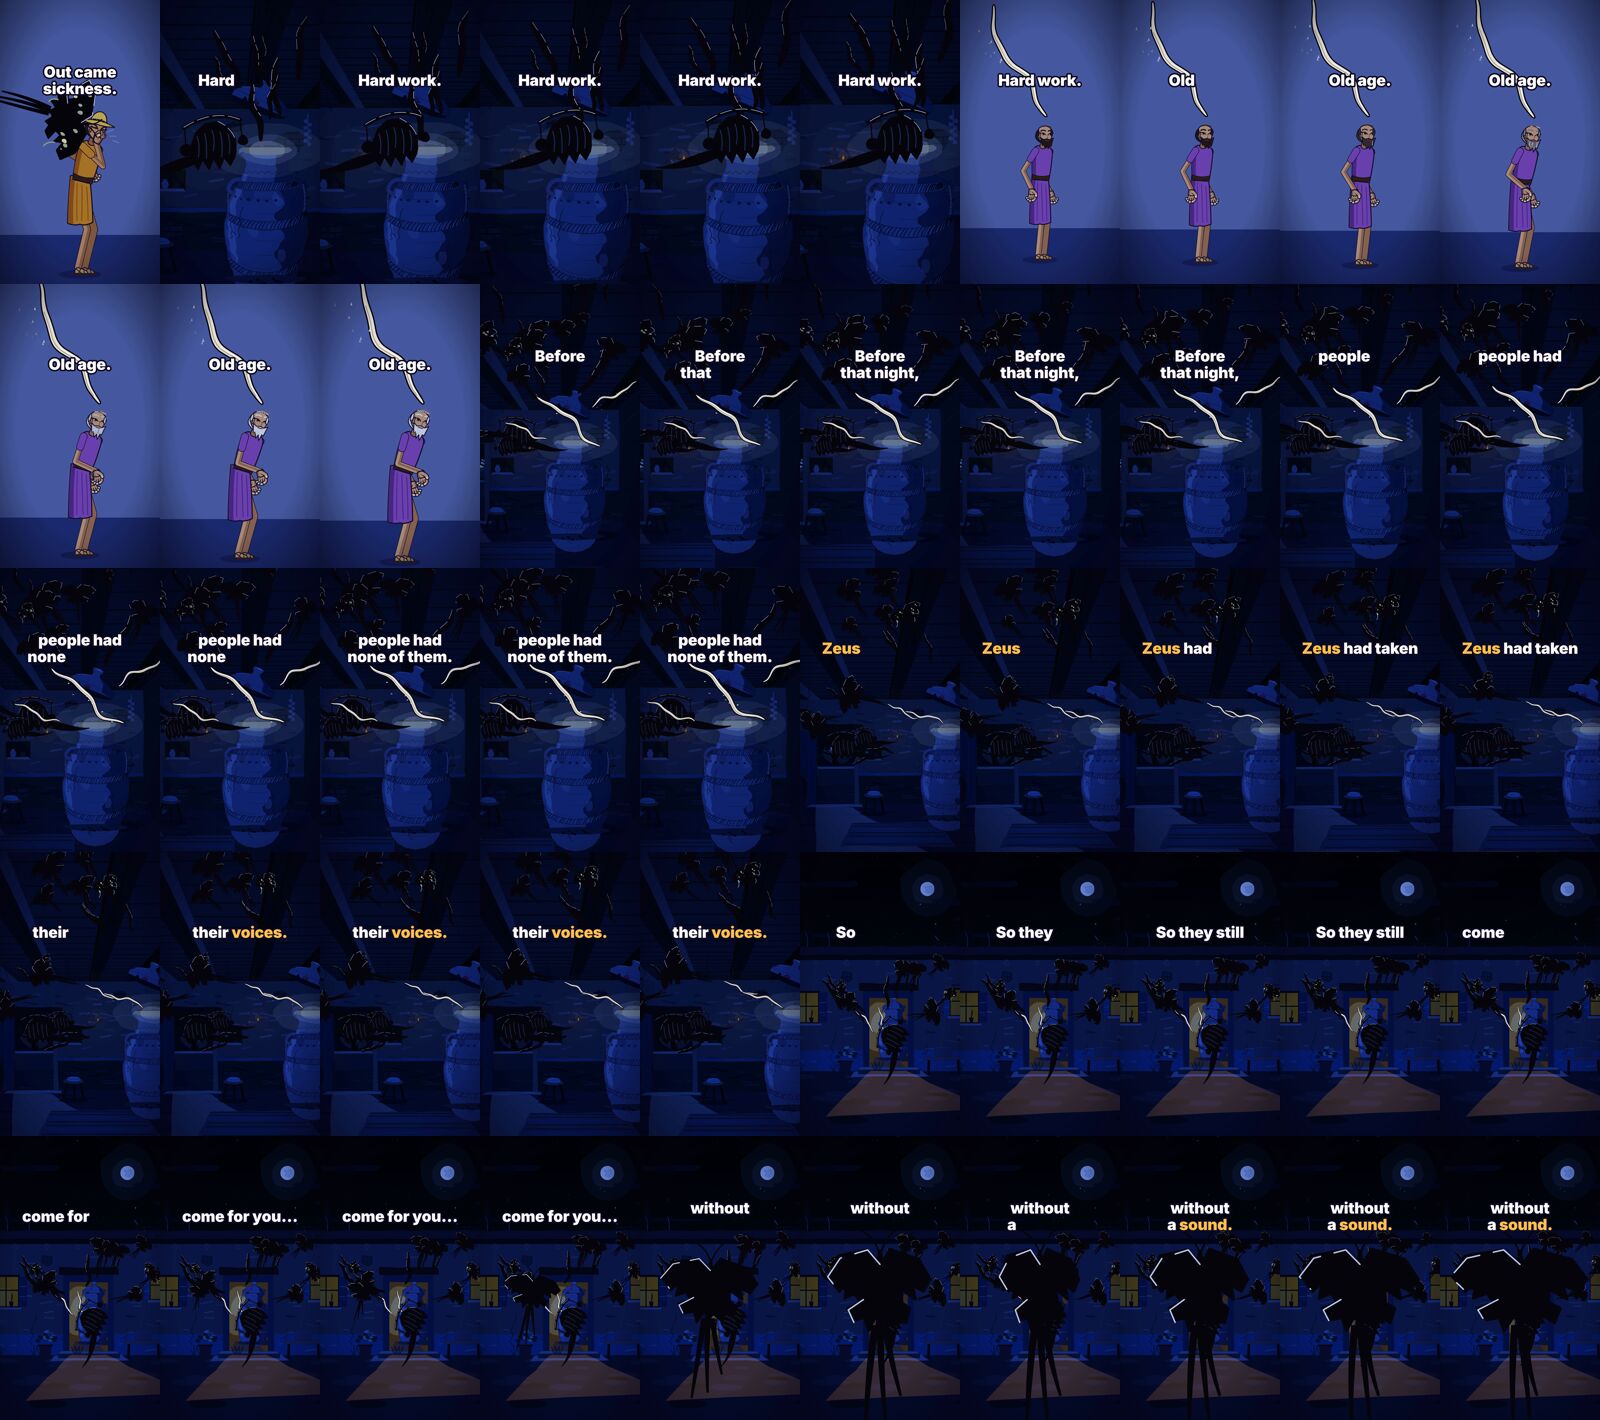 Out came
sickness.
Hard
Hard work.
Hard work.
Hard work.
Hard work.
Hard work.
Old
Old age.
Old age.
Old age.
Old age.
Old age.
Before
Before
that
Before
that night,
Before
that night,
Before
that night,
people
people had
people had
none
people had
none
people had
none of them.
people had
none of them.
people had
none of them.
Zeus
Zeus
Zeus had
Zeus had taken
Zeus had taken
their
their voices.
their voices.
their voices.
their voices.
So
So they
So they still
So they still
come
come for
come for you...
come for you...
come for you...
without
without
without
a
without
a sound.
without
a sound.
without
a sound.